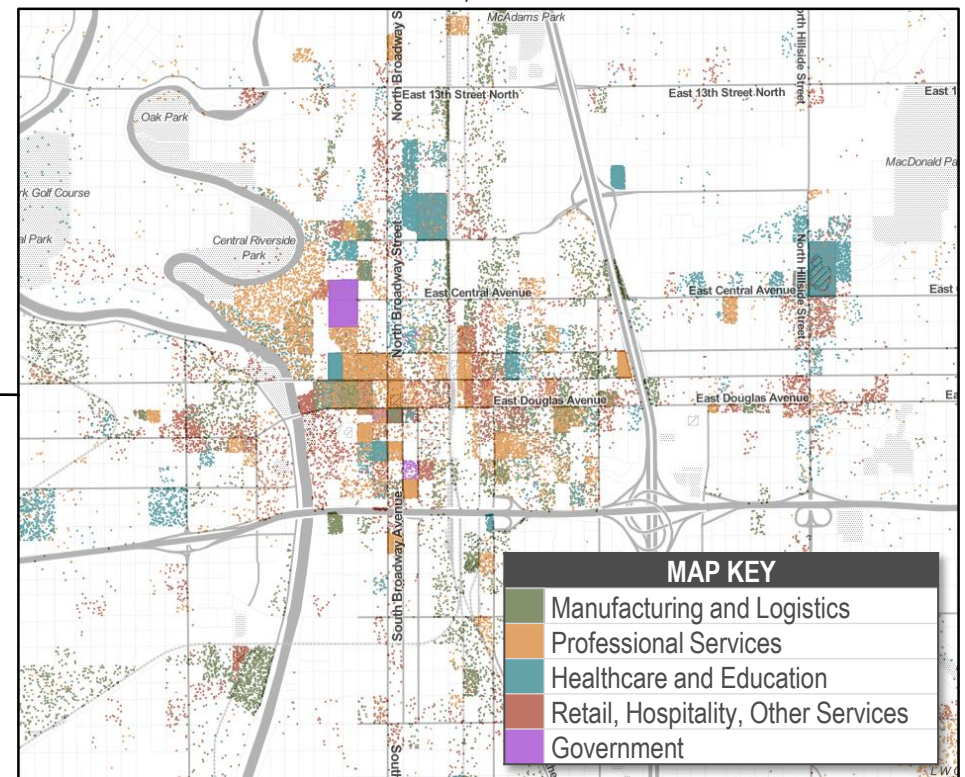 McAdams Park
North Broadway S
North Hillside Street
East 13th Street North
East 13th Street North
East 1
Oak Park
MacDonald Pa
rk Golf Course
al Park
Central Riverside
Park
North Broadway Street
North Hillside Street
East Central Avenue
East Central Avenue
East
East Douglas Avenue
East Douglas Avenue
Ea
South Broadway Avenue
South
MAP KEY
Manufacturing and Logistics
Professional Services
Healthcare and Education
Retail, Hospitality, Other Services
Government